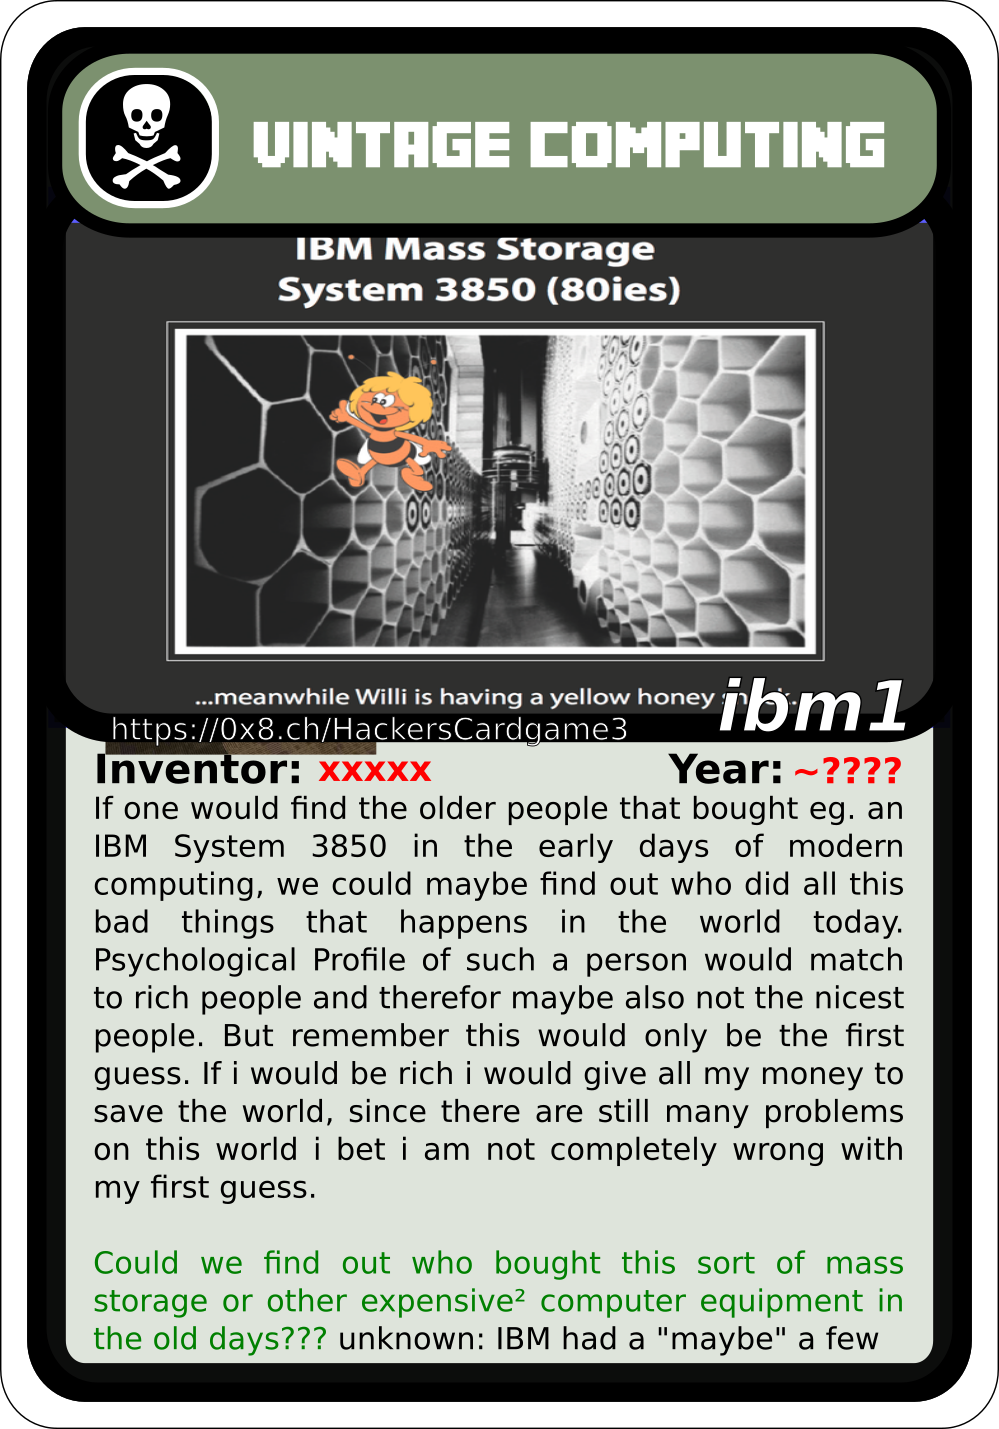 VINTAGE COMPUTING
IBM Mass Storage
System 3850 (80ies)
...meanwhile Willi is having a yellow honey
ibm1
https://0x8.ch/HackersCardgame3
Inventor: xxxxx Year: ~????
If one would find the older people that bought eg. an
IBM System 3850 in the early days of modern
computing, we could maybe find out who did all this
bad things that happens in the world today.
Psychological Profile of such a person would match
to rich people and therefor maybe also not the nicest
people. But remember this would only be the first
guess. If i would be rich i would give all my money to
save the world, since there are still many problems
on this world i bet i am not completely wrong with
my first guess.
Could we find out who bought this sort of mass
storage or other expensive² computer equipment in
the old days??? unknown: IBM had a "maybe" a few